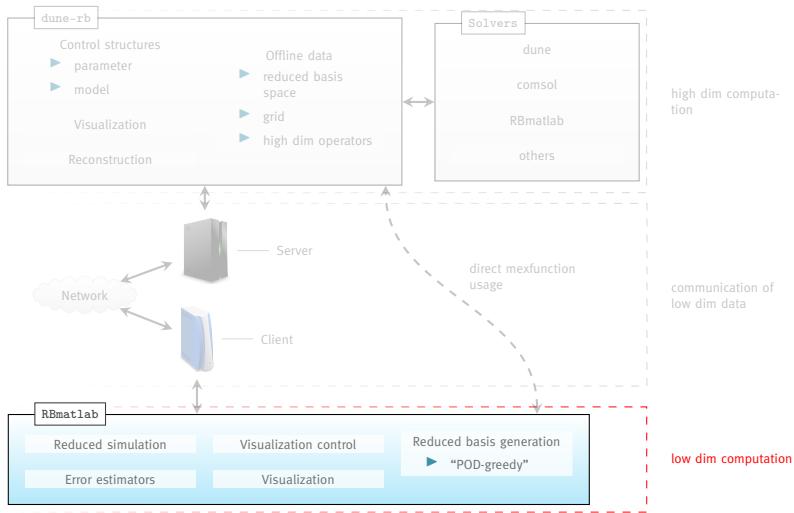 dune-rb
Control structures
parameter
model
Visualization
Reconstruction
Offline data
reduced basis
space
grid
high dim operators
Solvers
dune
comsol
RBmatlab
others
high dim computa-
tion
Server
Network
Client
direct mexfunction
usage
communication of
low dim data
RBmatlab
Reduced simulation
Error estimators
Visualization control
Visualization
Reduced basis generation
“POD-greedy”
low dim computation